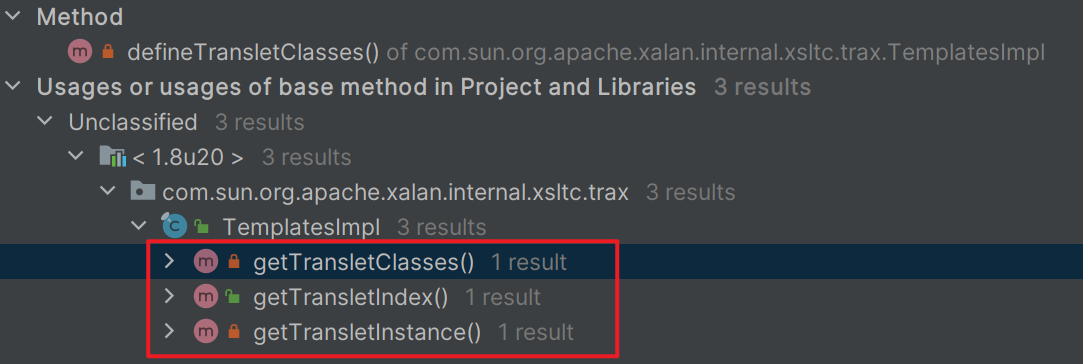 Method
defineTransletClasses() of com.sun.org.apache.xalan.internal.xsltc.trax.TemplatesImpl
Usages or usages of base method in Project and Libraries 3 results
Unclassified 3 results
< 1.8u20 > 3 results
com.sun.org.apache.xalan.internal.xsltc.trax 3 results
TemplatesImpl 3 results
getTransletClasses() 1 result
getTransletIndex() 1 result
getTransletInstance() 1 result